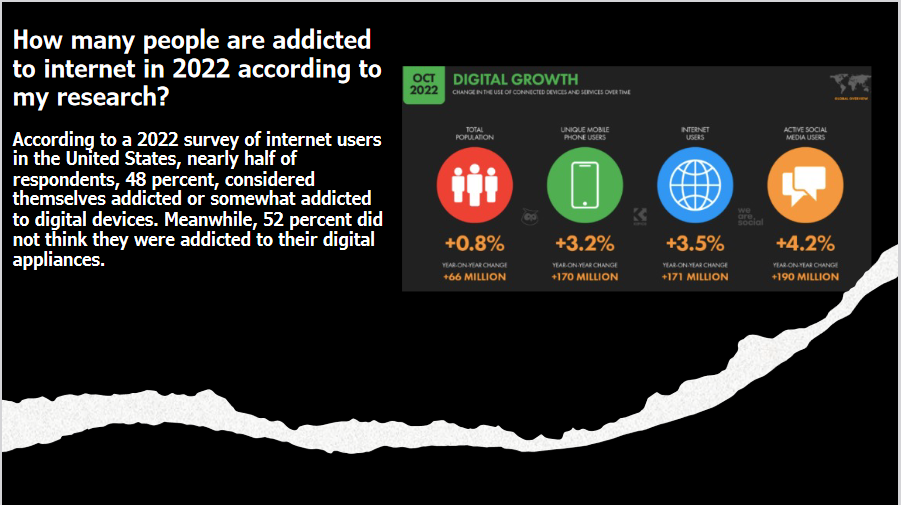 How many people are addicted
to internet in 2022 according to
my research?
According to a 2022 survey of internet users
in the United States, nearly half of
respondents, 48 percent, considered
themselves addicted or somewhat addicted
to digital devices. Meanwhile, 52 percent did
not think they were addicted to their digital
appliances.
OCT
2022
DIGITAL GROWTH
CHANGE IN THE USE OF CONNECTED DEVICES AND SERVICES OVER TIME
GLOBAL OVERVIEW
TOTAL
POPULATION
UNIQUE MOBILE
PHONE USERS
INTERNET
USERS
ACTIVE SOCIAL
MEDIA USERS
we
are
social
+0.8%
+3.2%
+3.5%
+4.2%
YEAR-ON-YEAR CHANGE
YEAR-ON-YEAR CHANGE
YEAR-ON-YEAR CHANGE
YEAR-ON-YEAR CHANGE
+66 MILLION
+170 MILLION
+171 MILLION
+190 MILLION